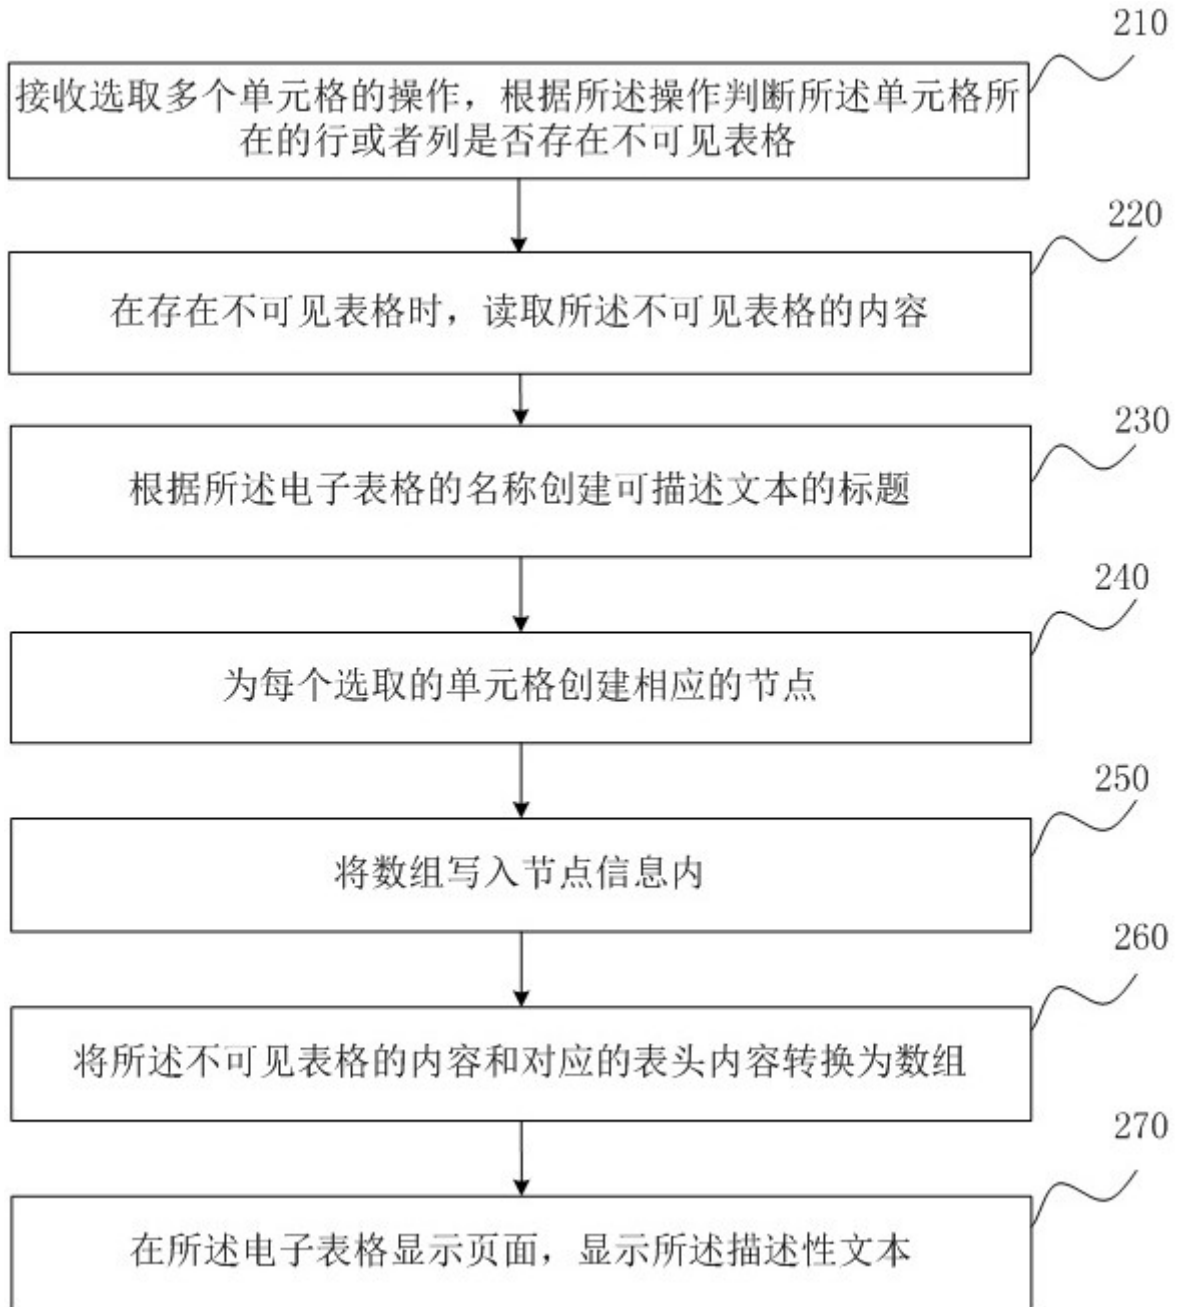 210
接收选取多个单元格的操作，根据所述操作判断所述单元格所
在的行或者列是否存在不可见表格
220
在存在不可见表格时，读取所述不可见表格的内容
230
根据所述电子表格的名称创建可描述文本的标题
240
为每个选取的单元格创建相应的节点
250
将数组写入节点信息内
260
将所述不可见表格的内容和对应的表头内容转换为数组
270
在所述电子表格显示页面，显示所述描述性文本